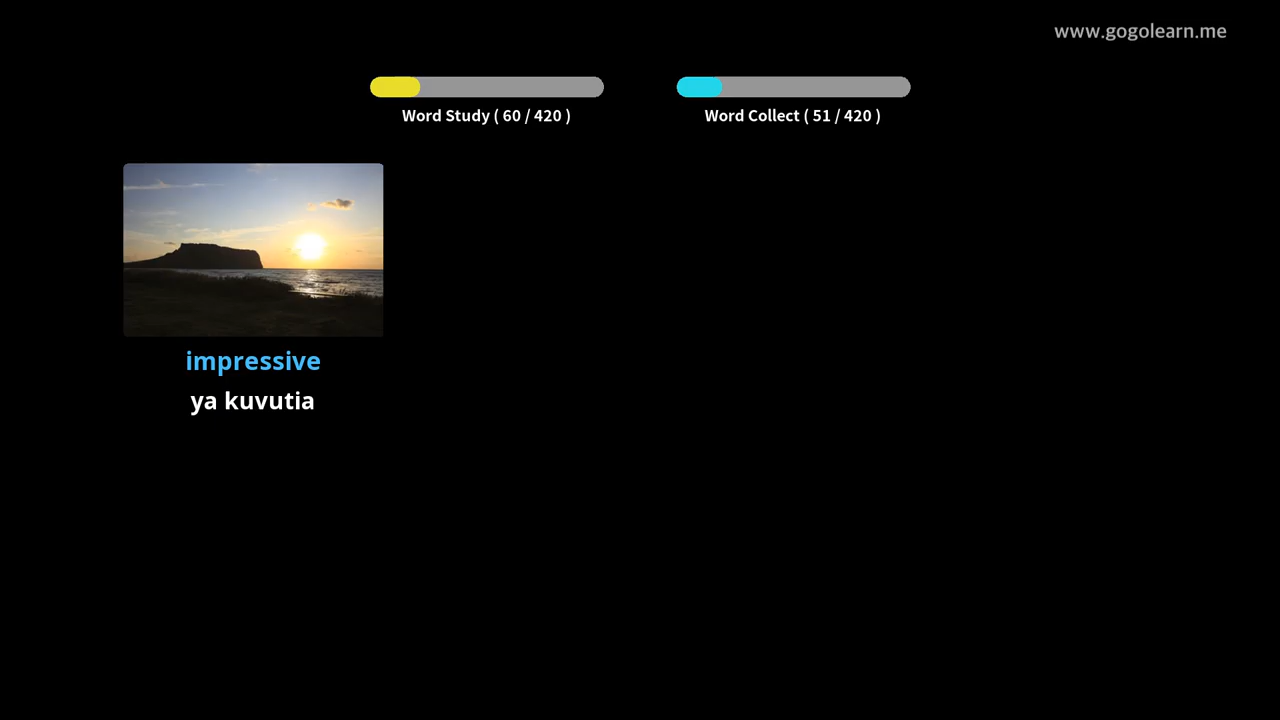 www.gogolearn.me
Word Study ( 60 / 420 )
Word Collect ( 51 / 420 )
impressive
ya kuvutia